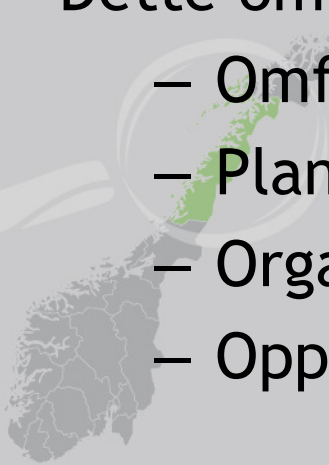 Dette om
– Omf
– Plan
– Orga
– Opp